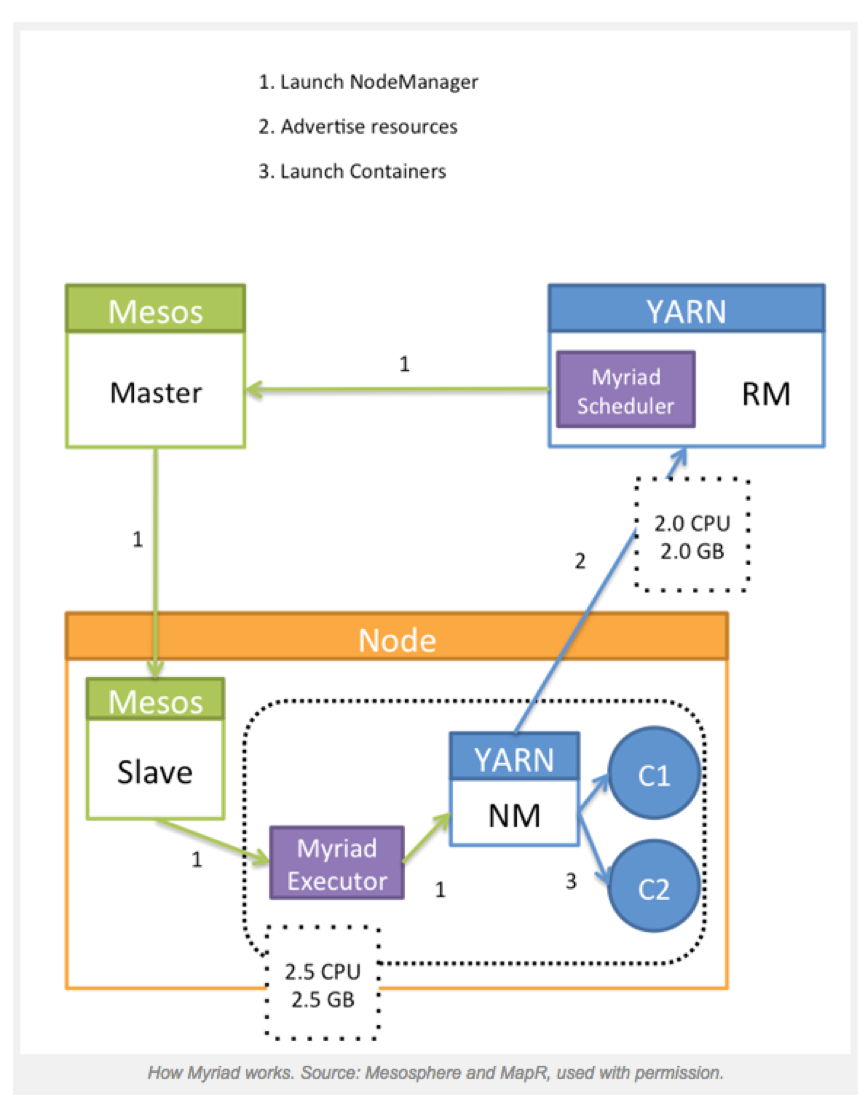 1. Launch NodeManager
2. Advertise resources
3. Launch Containers
Mesos
Master
1
YARN
Myriad
Scheduler
RM
1
2
2.0 CPU
2.0 GB
Node
Mesos
Slave
1
Myriad
Executor
1
YARN
NM
3
C1
C2
2.5 CPU
2.5 GB
How Myriad works. Source: Mesosphere and MapR, used with permission.